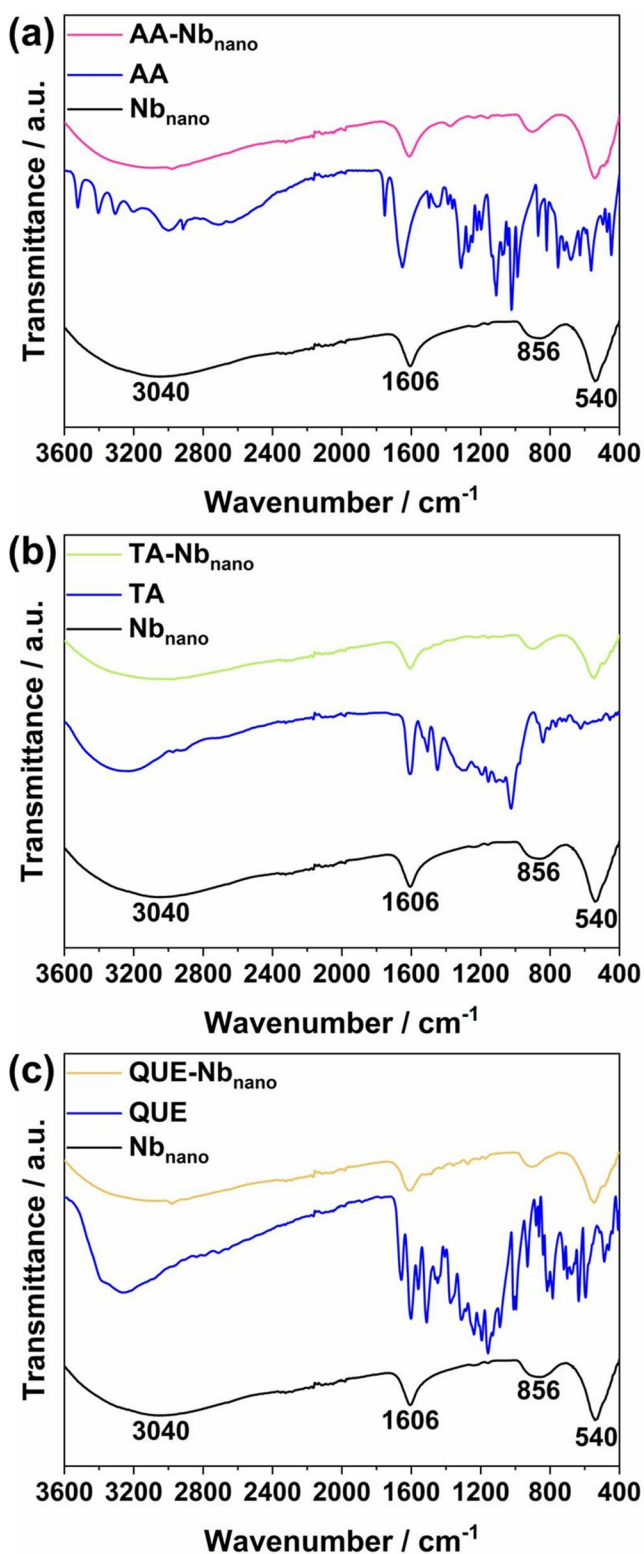 (a)
AA-Nbnano
AA
Nbnano
Transmittance / a.u.
3040
1606
856
540
3600 3200 2800 2400 2000 1600 1200 800 400
Wavenumber / cm-1
(b)
TA-Nbnano
TA
Nbnano
Transmittance / a.u.
3040
1606
856
540
3600 3200 2800 2400 2000 1600 1200 800 400
Wavenumber / cm-1
(c)
QUE-Nbnano
QUE
Nbnano
Transmittance / a.u.
3040
1606
856
540
3600 3200 2800 2400 2000 1600 1200 800 400
Wavenumber / cm-1